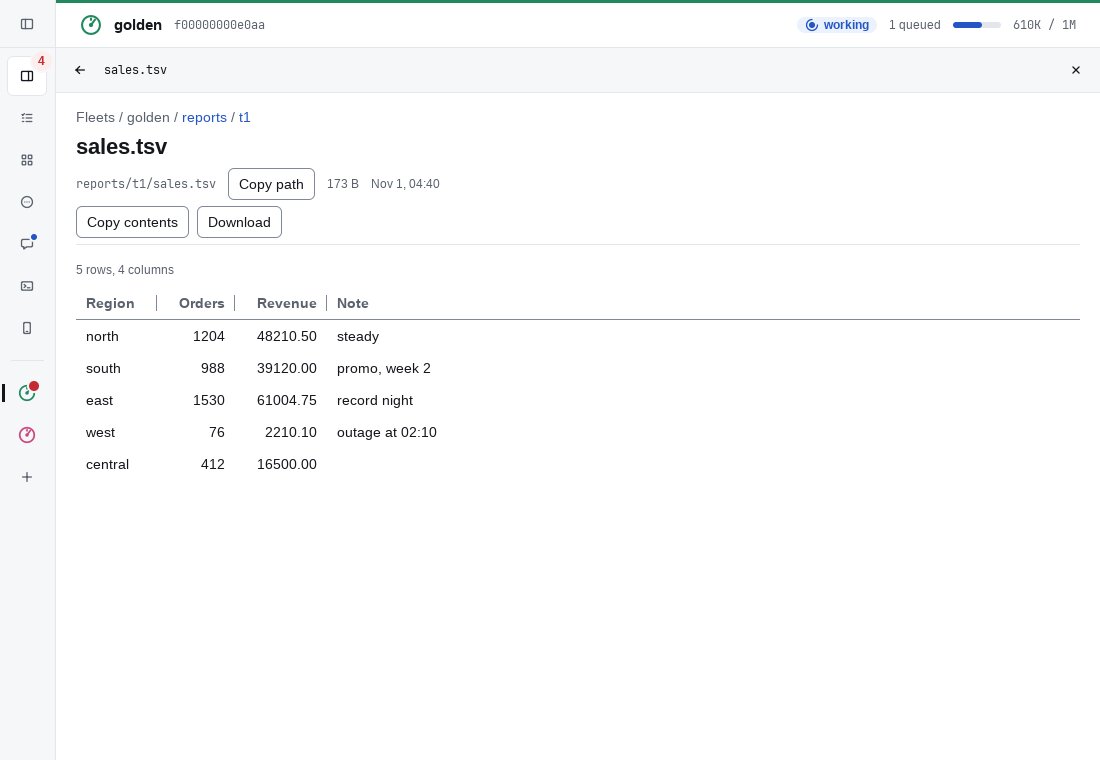 golden f00000000e0aa working 1 queued 610K / 1M
4
sales.tsv
Fleets / golden / reports / t1
sales.tsv
reports/t1/sales.tsv Copy path 173 B Nov 1, 04:40
Copy contents Download
5 rows, 4 columns
Region Orders Revenue Note
north 1204 48210.50 steady
south 988 39120.00 promo, week 2
east 1530 61004.75 record night
west 76 2210.10 outage at 02:10
central 412 16500.00